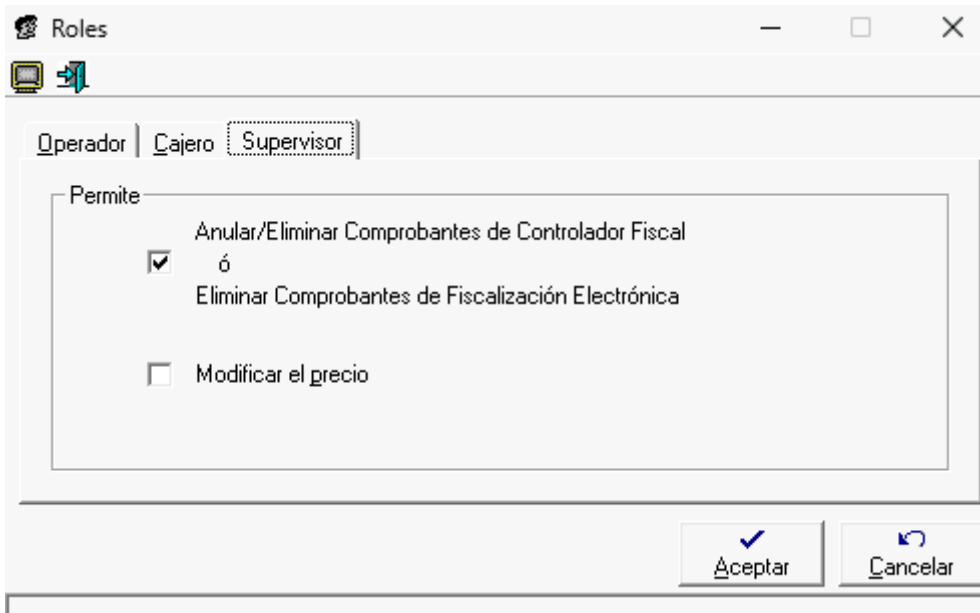 Roles
Operador Cajero Supervisor
Permite
Anular/Eliminar Comprobantes de Controlador Fiscal
ó
Eliminar Comprobantes de Fiscalización Electrónica
Modificar el precio
Aceptar Cancelar